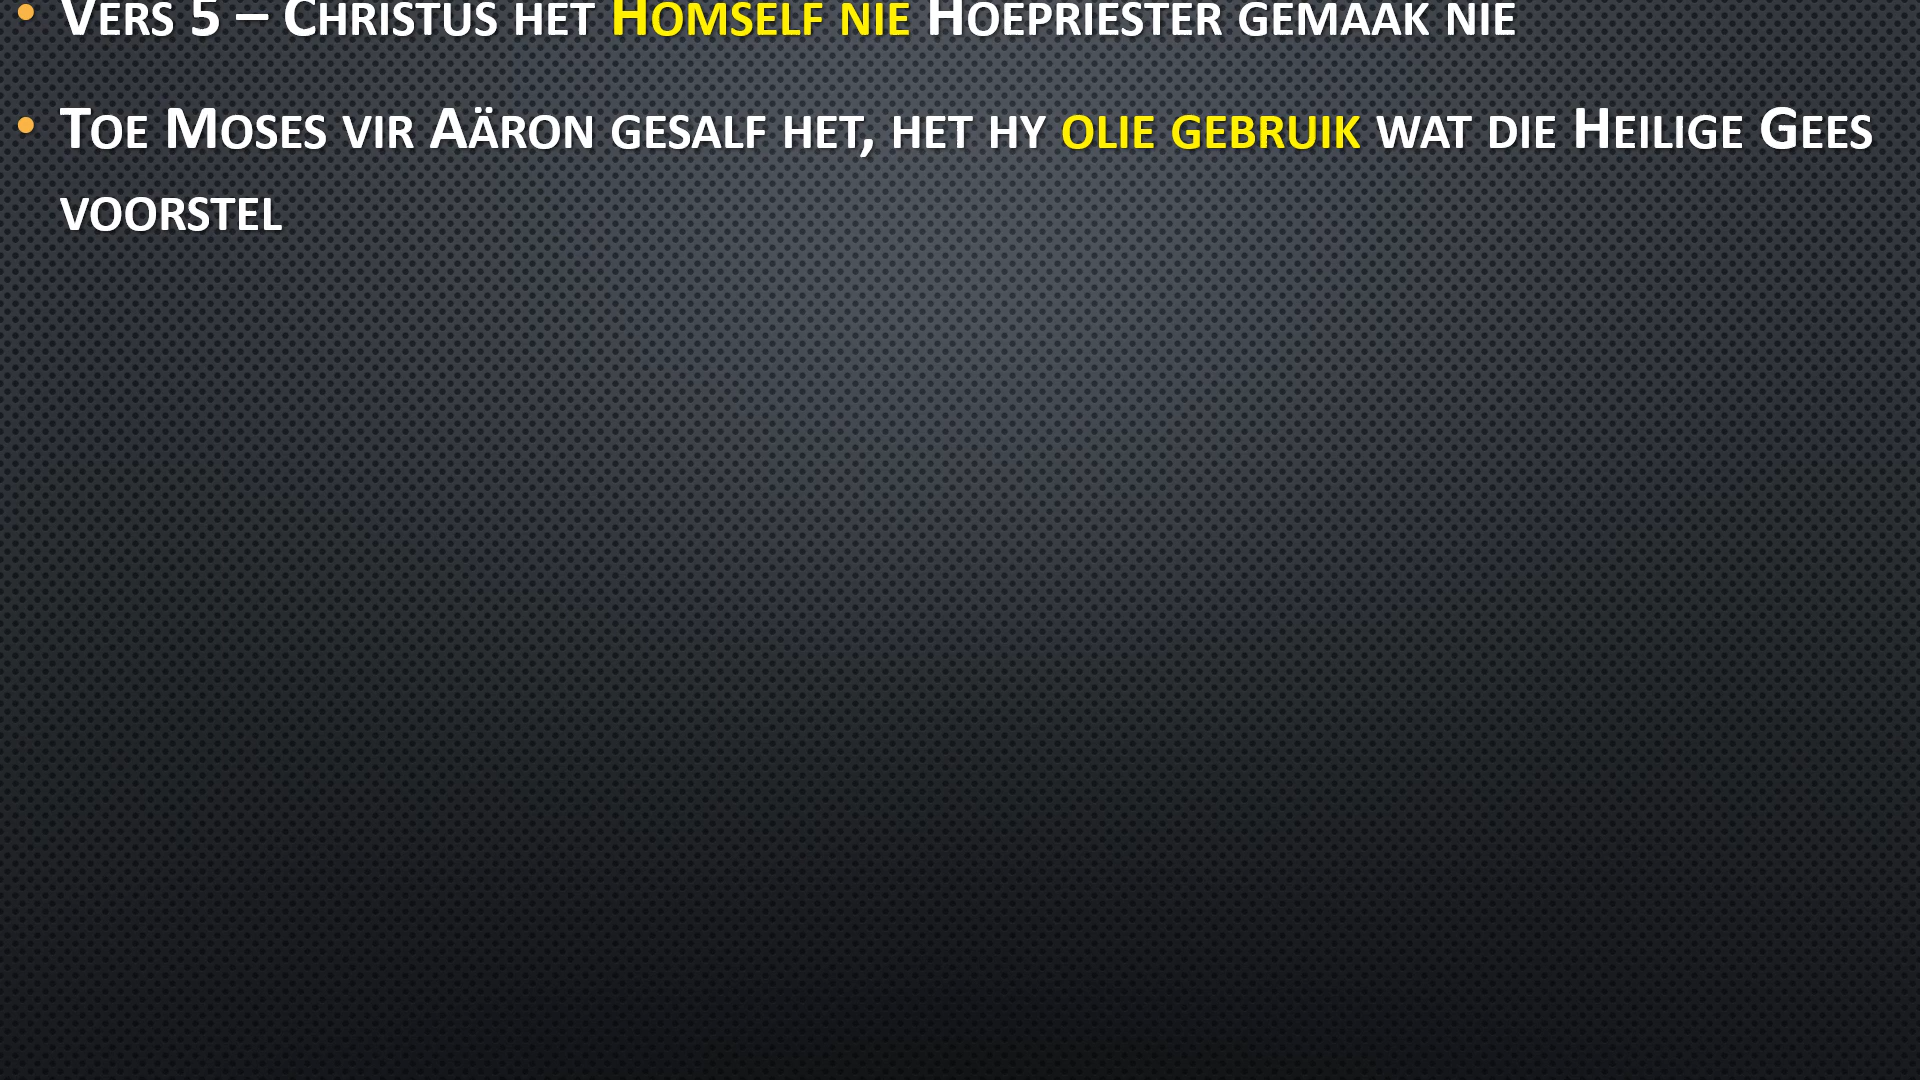 • Vers 5 – Christus het Homself nie Hoepriester gemaak nie
• Toe Moses vir Aäron gesalf het, het hy olie gebruik wat die Heilige Gees
voorstel